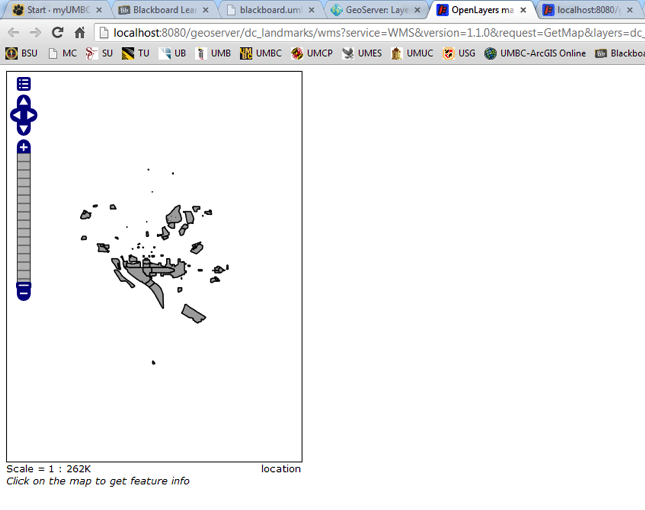 Start - myUMBC
Blackboard Lea
blackboard.uml
GeoServer: Laye
OpenLayers ma
localhost:8080/
localhost:8080/geoserver/dc_landmarks/wms?service=WMS&version=1.1.0&request=GetMap&layers=dc_
BSU MC SU TU UB UMB UMBC UMCP UMES UMUC USG UMBC-ArcGIS Online Blackboa
Scale = 1 : 262K location
Click on the map to get feature info